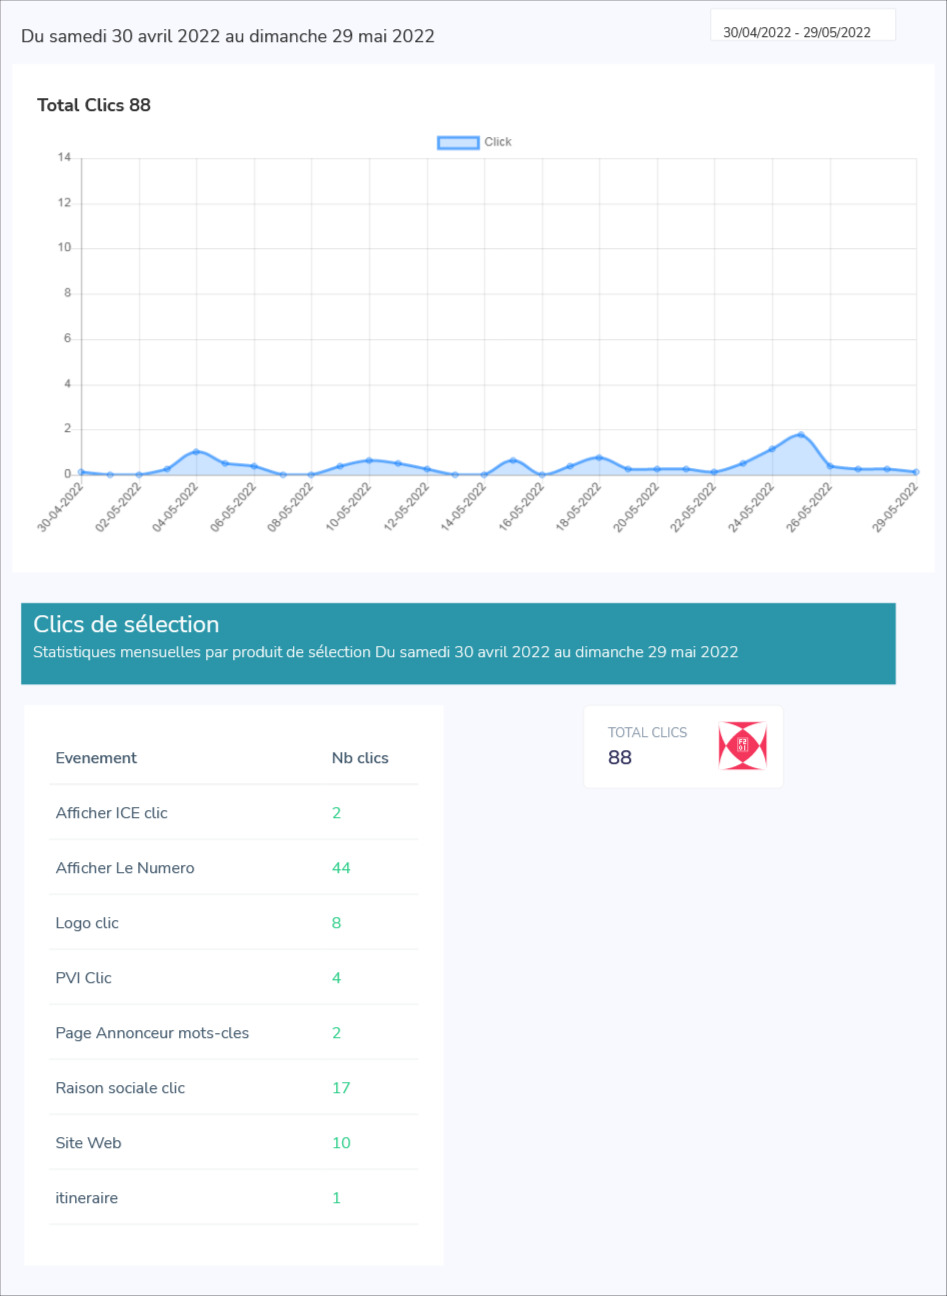 Du samedi 30 avril 2022 au dimanche 29 mai 2022
30/04/2022 - 29/05/2022
Total Clics 88
Click
14
12
10
8
6
4
2
0
30-04-2022
02-05-2022
04-05-2022
06-05-2022
08-05-2022
10-05-2022
12-05-2022
14-05-2022
16-05-2022
18-05-2022
20-05-2022
22-05-2022
24-05-2022
26-05-2022
29-05-2022
Clics de sélection
Statistiques mensuelles par produit de sélection Du samedi 30 avril 2022 au dimanche 29 mai 2022
Evenement Nb clics
Afficher ICE clic 2
Afficher Le Numero 44
Logo clic 8
PVI Clic 4
Page Annonceur mots-cles 2
Raison sociale clic 17
Site Web 10
itineraire 1
TOTAL CLICS
88